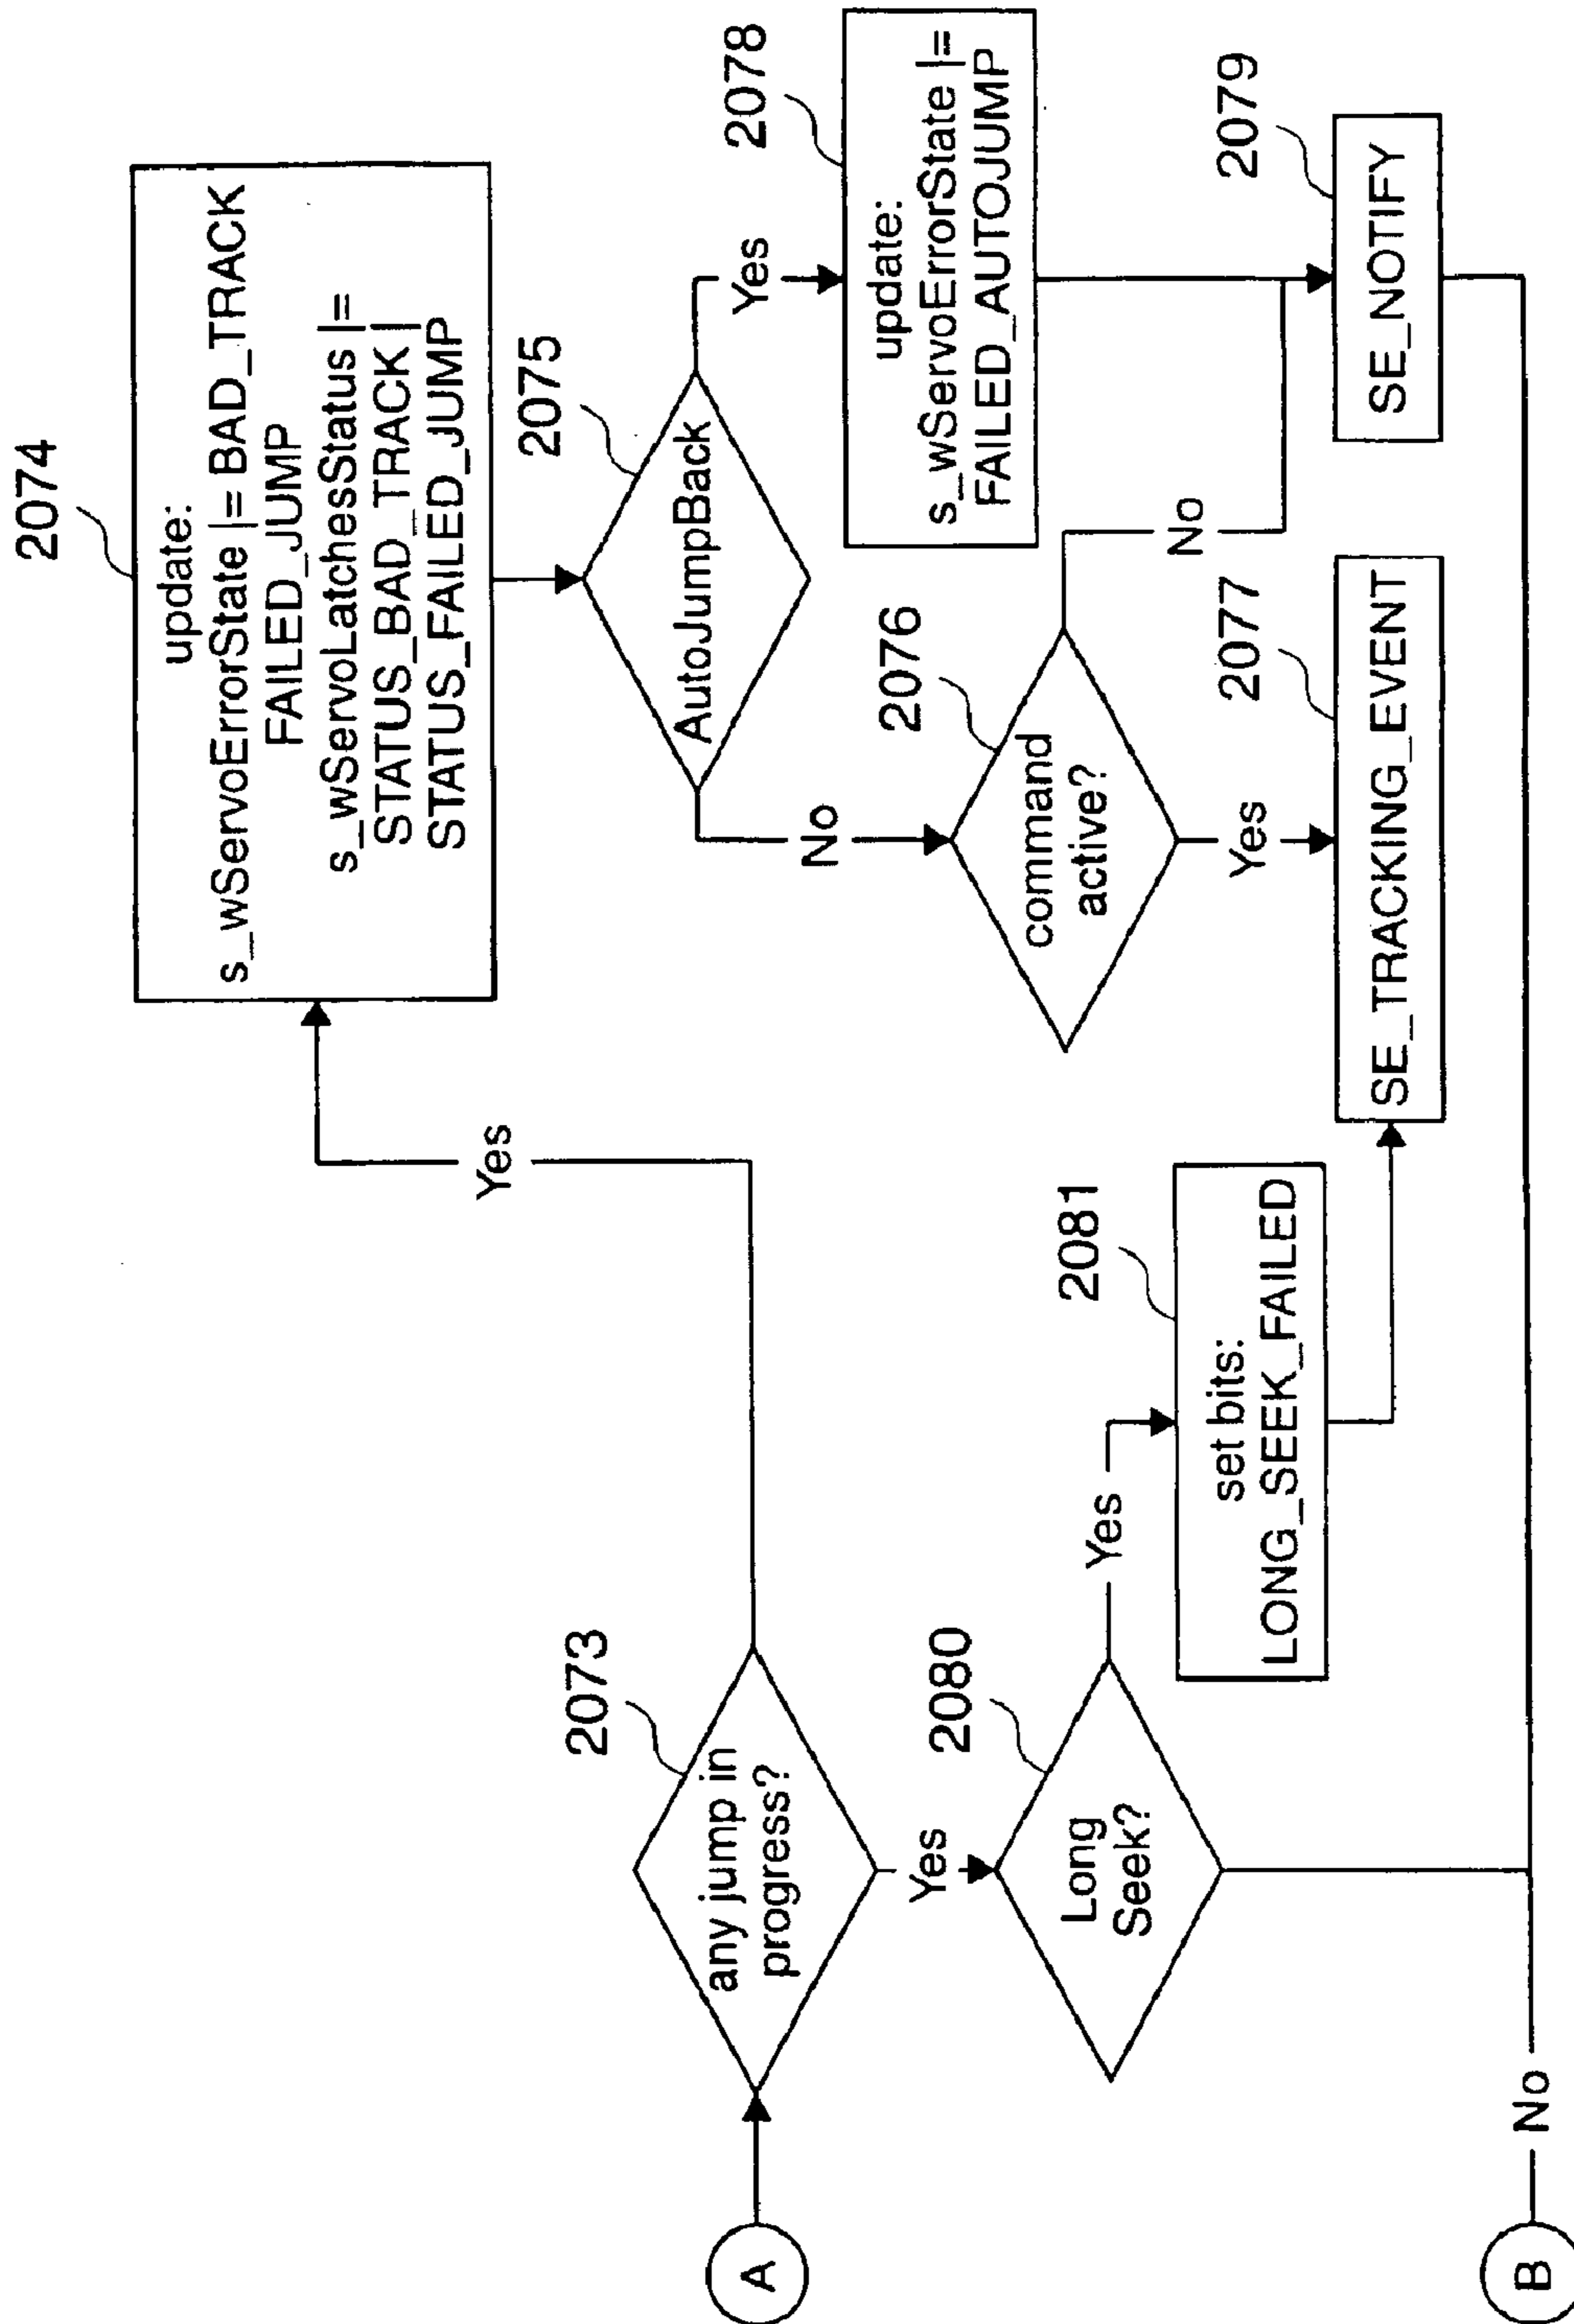 2074
update:
s_wServoErrorState |= BAD_TRACK
FAILED_JUMP
s_wServoLatchesStatus |=
STATUS_BAD_TRACK |
STATUS_FAILED_JUMP
Yes
2075
AutoJumpBack
Yes
No
2078
update:
s_wServoErrorState |=
FAILED_AUTOJUMP
2076
command
active?
No
Yes
2079
SE_NOTIFY
2077
SE_TRACKING_EVENT
A
2073
any jump in
progress?
Yes
2080
Long
Seek?
Yes
2081
set bits:
LONG_SEEK_FAILED
B
No